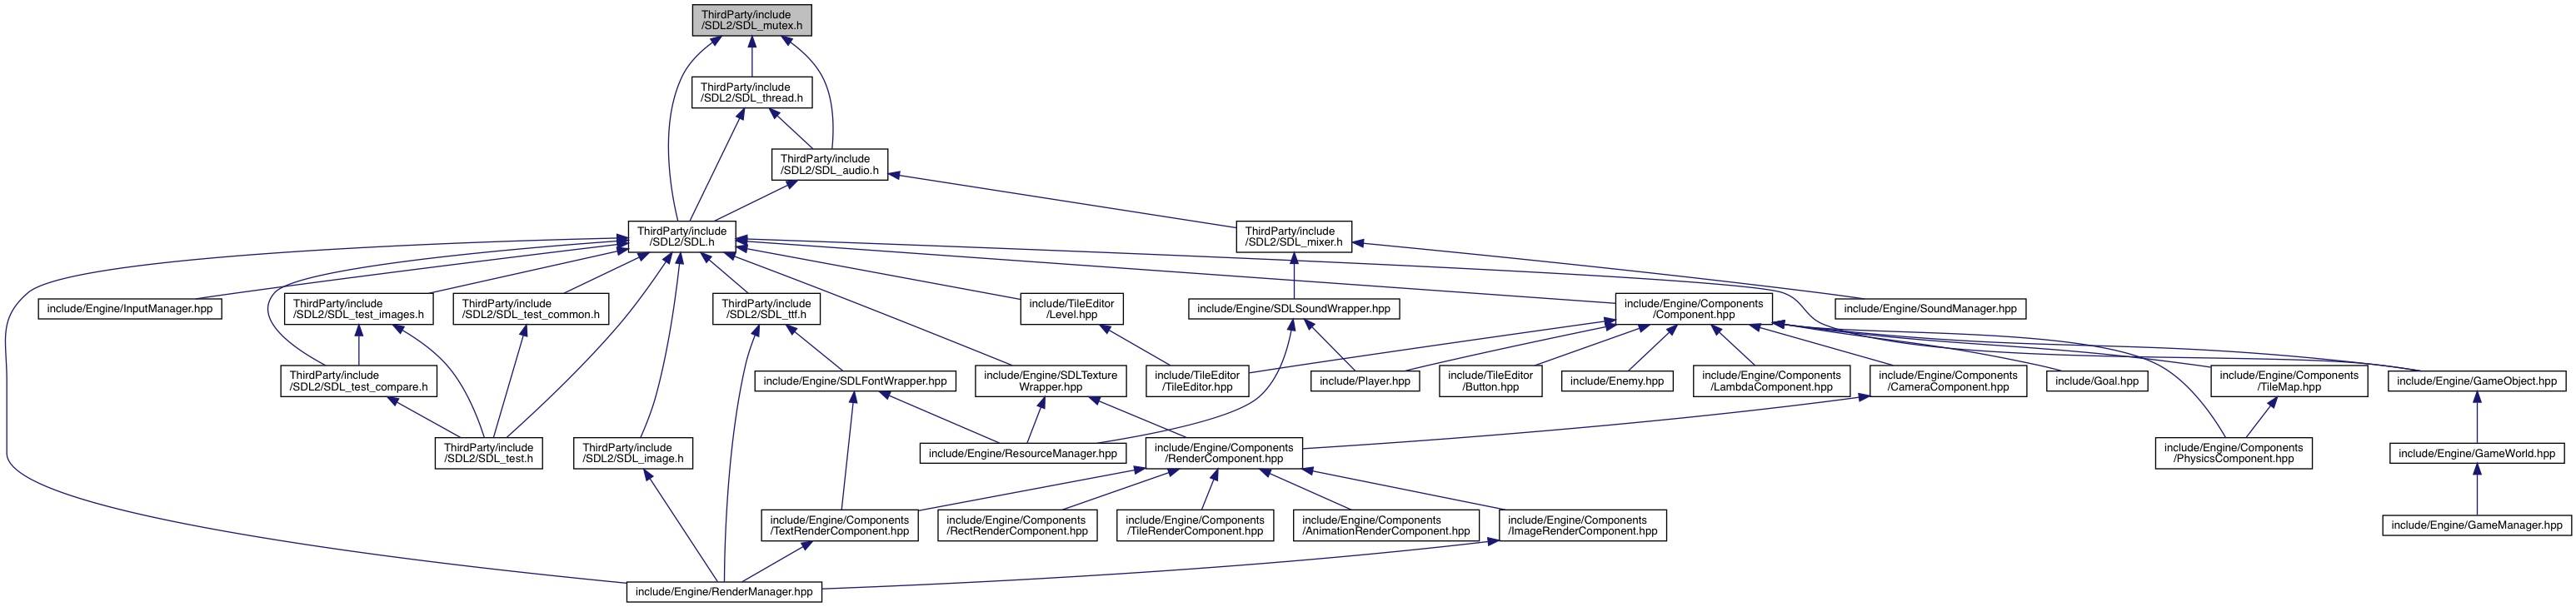 ThirdParty/include
/SDL2/SDL_mutex.h
ThirdParty/include
/SDL2/SDL_thread.h
ThirdParty/include
/SDL2/SDL_audio.h
ThirdParty/include
/SDL2/SDL.h
ThirdParty/include
/SDL2/SDL_mixer.h
include/Engine/InputManager.hpp
ThirdParty/include
/SDL2/SDL_test_images.h
ThirdParty/include
/SDL2/SDL_test_common.h
ThirdParty/include
/SDL2/SDL_ttf.h
include/TileEditor
/Level.hpp
include/Engine/SDLSoundWrapper.hpp
include/Engine/Components
/Component.hpp
include/Engine/SoundManager.hpp
ThirdParty/include
/SDL2/SDL_test_compare.h
include/Engine/SDLFontWrapper.hpp
include/Engine/SDLTexture
Wrapper.hpp
include/TileEditor
/TileEditor.hpp
include/Player.hpp
include/TileEditor
/Button.hpp
include/Enemy.hpp
include/Engine/Components
/LambdaComponent.hpp
include/Engine/Components
/CameraComponent.hpp
include/Goal.hpp
include/Engine/Components
/TileMap.hpp
include/Engine/GameObject.hpp
ThirdParty/include
/SDL2/SDL_test.h
ThirdParty/include
/SDL2/SDL_image.h
include/Engine/ResourceManager.hpp
include/Engine/Components
/RenderComponent.hpp
include/Engine/Components
/PhysicsComponent.hpp
include/Engine/GameWorld.hpp
include/Engine/Components
/TextRenderComponent.hpp
include/Engine/Components
/RectRenderComponent.hpp
include/Engine/Components
/TileRenderComponent.hpp
include/Engine/Components
/AnimationRenderComponent.hpp
include/Engine/Components
/ImageRenderComponent.hpp
include/Engine/GameManager.hpp
include/Engine/RenderManager.hpp